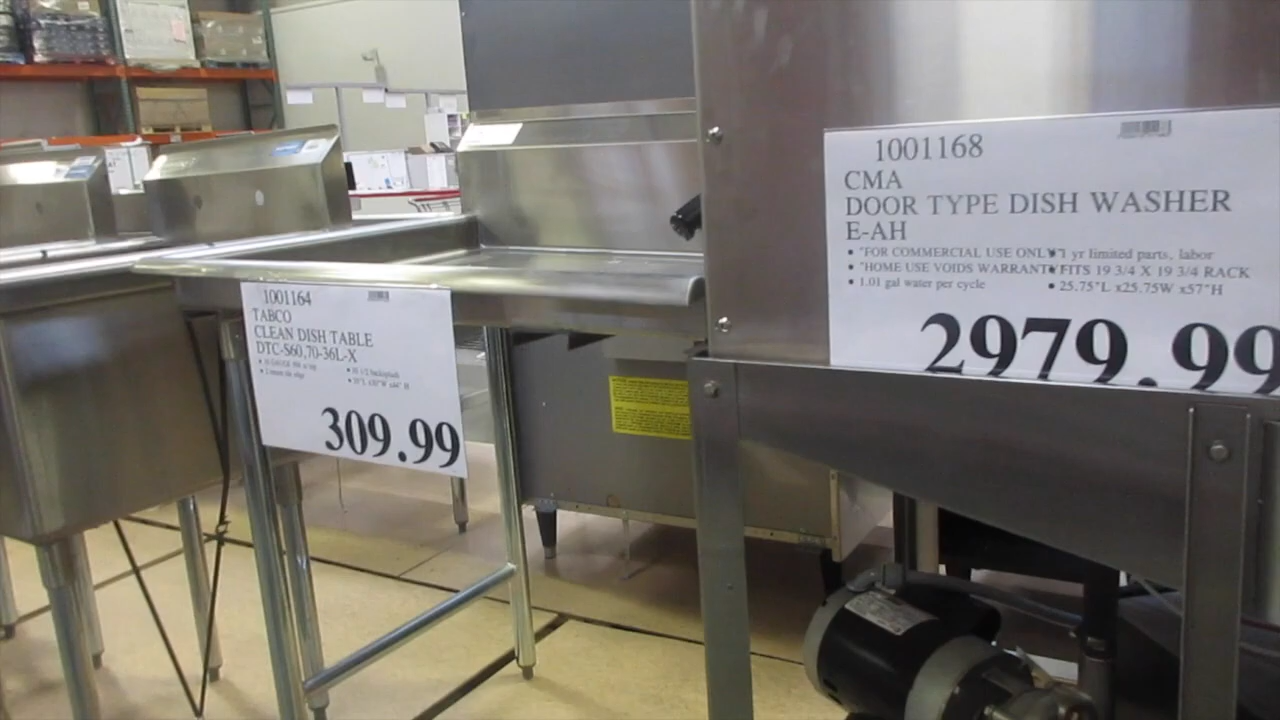 1001168
CMA
DOOR TYPE DISH WASHER
E-AH
• "FOR COMMERCIAL USE ONLY" • 1 yr limited parts, labor
• "HOME USE VOIDS WARRANTY • FITS 19 3/4 X 19 3/4 RACK
• 1.01 gal water per cycle • 25.75"L x25.75W x57"H
2979.99
1001164
TABCO
CLEAN DISH TABLE
DTC-S60,70-36L-X
309.99